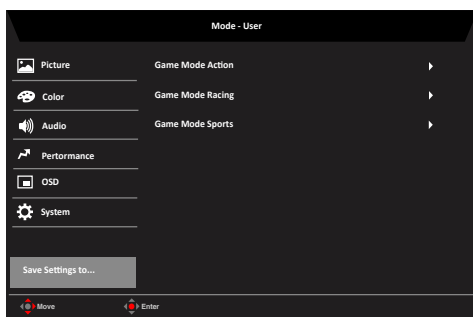 Mode - User
Picture
Game Mode Action
Color
Game Mode Racing
Audio
Game Mode Sports
Pertormance
OSD
System
Save Settings to...
Move
Enter